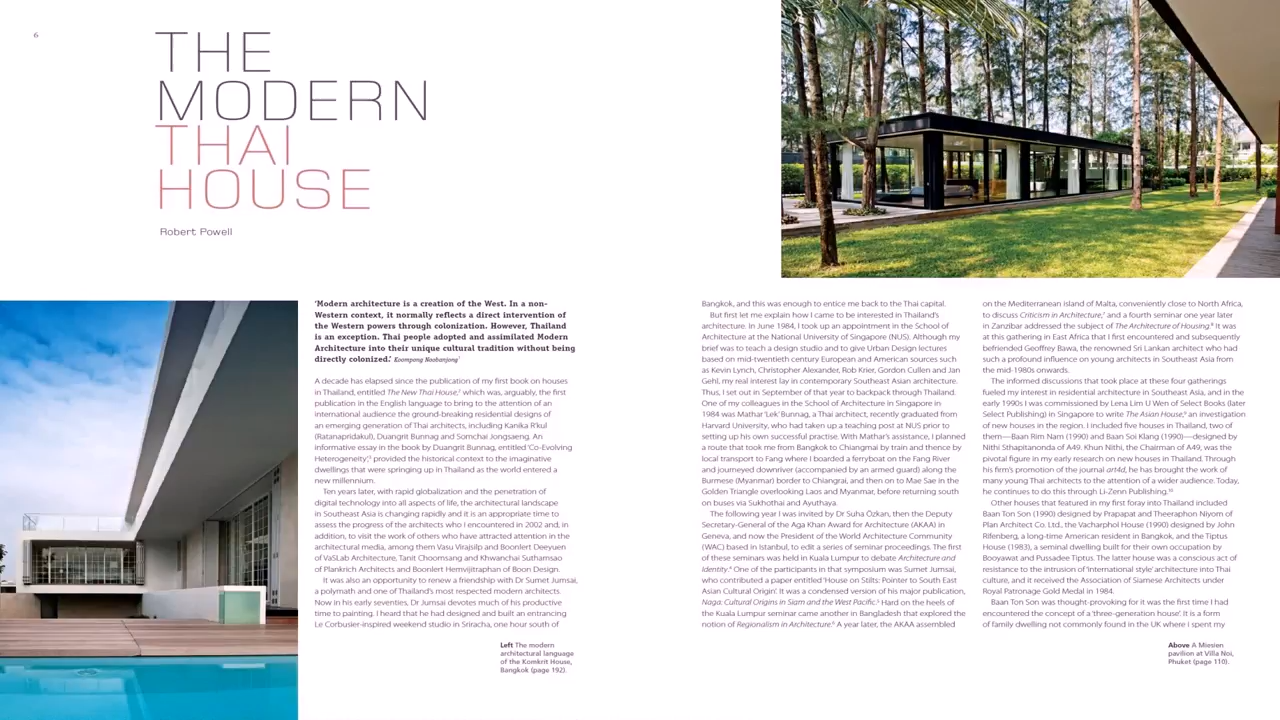 6
THE
MODERN
THAI
HOUSE
Robert Powell
'Modern architecture is a creation of the West. In a non-
Western context, it normally reflects a direct intervention of
the Western powers through colonization. However, Thailand
is an exception. Thai people adopted and assimilated Modern
Architecture into their unique cultural tradition without being
directly colonized.' Koompong Noobanjong¹
A decade has elapsed since the publication of my first book on houses
in Thailand, entitled The New Thai House,² which was, arguably, the first
publication in the English language to bring to the attention of an
international audience the ground-breaking residential designs of
an emerging generation of Thai architects, including Kanika R'kul
(Ratanapridakul), Duangrit Bunnag and Somchai Jongsaeng. An
informative essay in the book by Duangrit Bunnag, entitled 'Co-Evolving
Heterogeneity',³ provided the historical context to the imaginative
dwellings that were springing up in Thailand as the world entered a
new millennium.
Ten years later, with rapid globalization and the penetration of
digital technology into all aspects of life, the architectural landscape
in Southeast Asia is changing rapidly and it is an appropriate time to
assess the progress of the architects who I encountered in 2002 and, in
addition, to visit the work of others who have attracted attention in the
architectural media, among them Vasu Virajsilp and Boonlert Deeyuen
of VaSLab Architecture, Tanit Choomsang and Khwanchai Suthamsao
of Plankrich Architects and Boonlert Hemvijitraphan of Boon Design.
It was also an opportunity to renew a friendship with Dr Sumet Jumsai,
a polymath and one of Thailand's most respected modern architects.
Now in his early seventies, Dr Jumsai devotes much of his productive
time to painting. I heard that he had designed and built an entrancing
Le Corbusier-inspired weekend studio in Sriracha, one hour south of
Left The modern
architectural language
of the Komkrit House,
Bangkok (page 192).
Bangkok, and this was enough to entice me back to the Thai capital.
But first let me explain how I came to be interested in Thailand's
architecture. In June 1984, I took up an appointment in the School of
Architecture at the National University of Singapore (NUS). Although my
brief was to teach a design studio and to give Urban Design lectures
based on mid-twentieth century European and American sources such
as Kevin Lynch, Christopher Alexander, Rob Krier, Gordon Cullen and Jan
Gehl, my real interest lay in contemporary Southeast Asian architecture.
Thus, I set out in September of that year to backpack through Thailand.
One of my colleagues in the School of Architecture in Singapore in
1984 was Mathar 'Lek' Bunnag, a Thai architect, recently graduated from
Harvard University, who had taken up a teaching post at NUS prior to
setting up his own successful practise. With Mathar's assistance, I planned
a route that took me from Bangkok to Chiangmai by train and thence by
local transport to Fang where I boarded a ferryboat on the Fang River
and journeyed downriver (accompanied by an armed guard) along the
Burmese (Myanmar) border to Chiangrai, and then on to Mae Sae in the
Golden Triangle overlooking Laos and Myanmar, before returning south
on buses via Sukhothai and Ayuthaya.
The following year I was invited by Dr Suha Özkan, then the Deputy
Secretary-General of the Aga Khan Award for Architecture (AKAA) in
Geneva, and now the President of the World Architecture Community
(WAC) based in Istanbul, to edit a series of seminar proceedings. The first
of these seminars was held in Kuala Lumpur to debate Architecture and
Identity.⁴ One of the participants in that symposium was Sumet Jumsai,
who contributed a paper entitled 'House on Stilts: Pointer to South East
Asian Cultural Origin'. It was a condensed version of his major publication,
Naga: Cultural Origins in Siam and the West Pacific.⁵ Hard on the heels of
the Kuala Lumpur seminar came another in Bangladesh that explored the
notion of Regionalism in Architecture.⁶ A year later, the AKAA assembled
on the Mediterranean island of Malta, conveniently close to North Africa,
to discuss Criticism in Architecture,⁷ and a fourth seminar one year later
in Zanzibar addressed the subject of The Architecture of Housing.⁸ It was
at this gathering in East Africa that I first encountered and subsequently
befriended Geoffrey Bawa, the renowned Sri Lankan architect who had
such a profound influence on young architects in Southeast Asia from
the mid-1980s onwards.
The informed discussions that took place at these four gatherings
fueled my interest in residential architecture in Southeast Asia, and in the
early 1990s I was commissioned by Lena Lim U Wen of Select Books (later
Select Publishing) in Singapore to write The Asian House,⁹ an investigation
of new houses in the region. I included five houses in Thailand, two of
them—Baan Rim Nam (1990) and Baan Soi Klang (1990)—designed by
Nithi Sthapitanonda of A49. Khun Nithi, the Chairman of A49, was the
pivotal figure in my early research on new houses in Thailand. Through
his firm's promotion of the journal art4d, he has brought the work of
many young Thai architects to the attention of a wider audience. Today,
he continues to do this through Li-Zenn Publishing.¹⁰
Other houses that featured in my first foray into Thailand included
Baan Ton Son (1990) designed by Prapapat and Theeraphon Niyom of
Plan Architect Co. Ltd., the Vacharphol House (1990) designed by John
Rifenberg, a long-time American resident in Bangkok, and the Tiptus
House (1983), a seminal dwelling built for their own occupation by
Booyawat and Pussadee Tiptus. The latter house was a conscious act of
resistance to the intrusion of 'international style' architecture into Thai
culture, and it received the Association of Siamese Architects under
Royal Patronage Gold Medal in 1984.
Baan Ton Son was thought-provoking for it was the first time I had
encountered the concept of a 'three-generation house'. It is a form
of family dwelling not commonly found in the UK where I spent my
Above A Miesien
pavilion at Villa Noi,
Phuket (page 110).